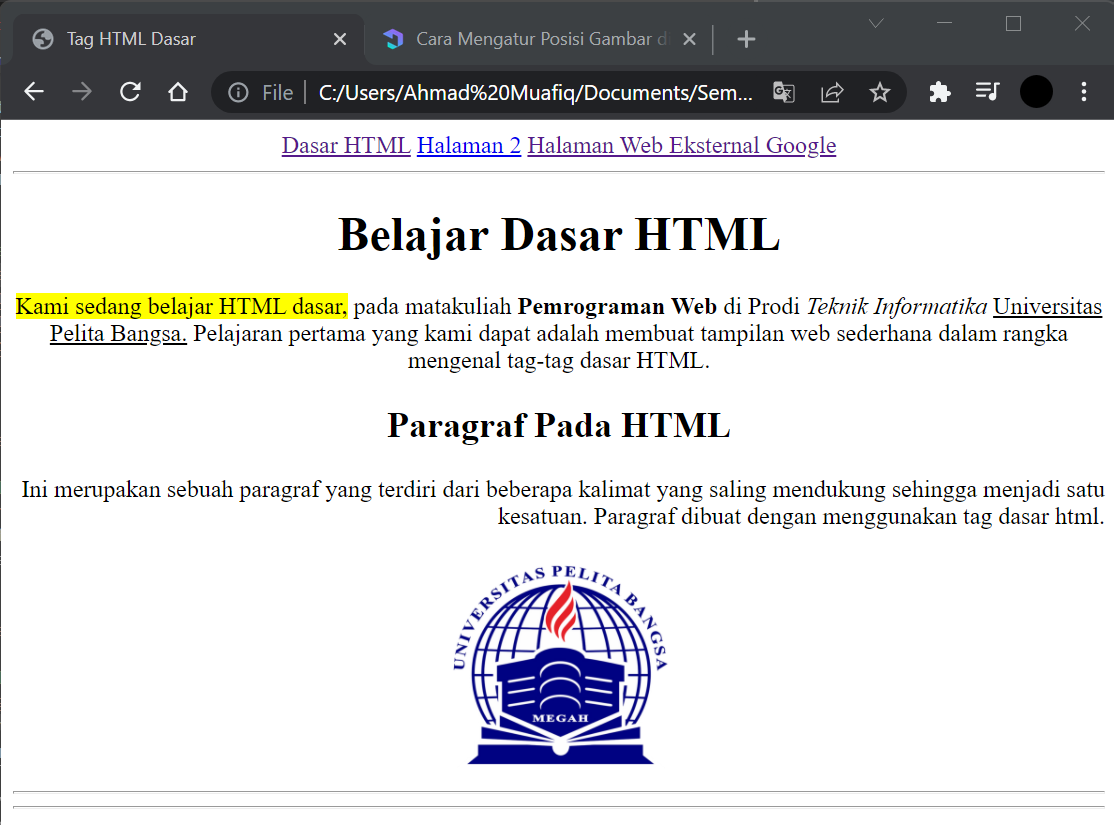 Tag HTML Dasar
Cara Mengatur Posisi Gambar d
File
C:/Users/Ahmad%20Muafiq/Documents/Sem...
Dasar HTML Halaman 2 Halaman Web Eksternal Google
Belajar Dasar HTML
Kami sedang belajar HTML dasar, pada matakuliah Pemrograman Web di Prodi Teknik Informatika Universitas
Pelita Bangsa. Pelajaran pertama yang kami dapat adalah membuat tampilan web sederhana dalam rangka
mengenal tag-tag dasar HTML.
Paragraf Pada HTML
Ini merupakan sebuah paragraf yang terdiri dari beberapa kalimat yang saling mendukung sehingga menjadi satu
kesatuan. Paragraf dibuat dengan menggunakan tag dasar html.
UNIVERSITAS PELITA BANGSA
MEGAH